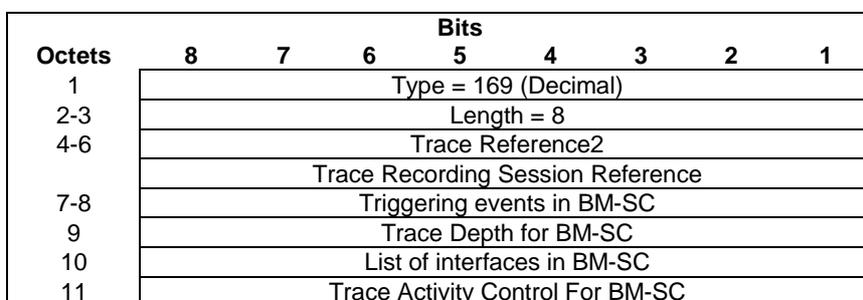 Bits
Octets 8 7 6 5 4 3 2 1
1 Type = 169 (Decimal)
2-3 Length = 8
4-6 Trace Reference2
Trace Recording Session Reference
7-8 Triggering events in BM-SC
9 Trace Depth for BM-SC
10 List of interfaces in BM-SC
11 Trace Activity Control For BM-SC